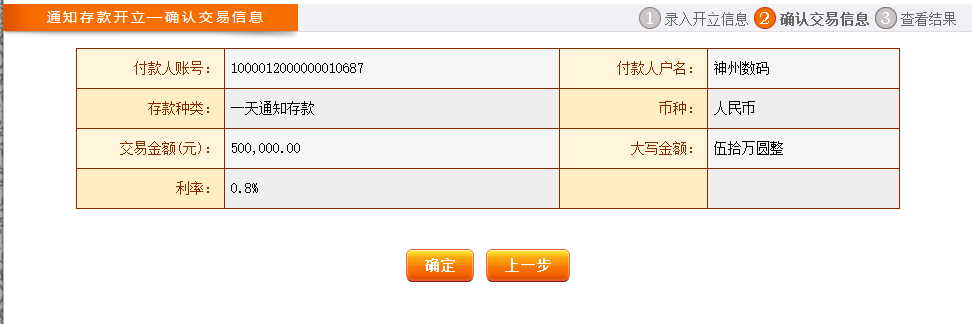 通知存款开立—确认交易信息
1 录入开立信息 2 确认交易信息 3 查看结果
付款人账号： 1000012000000010687 付款人户名： 神州数码
存款种类： 一天通知存款 币种： 人民币
交易金额(元)： 500,000.00 大写金额： 伍拾万圆整
利率： 0.8%
确定 上一步